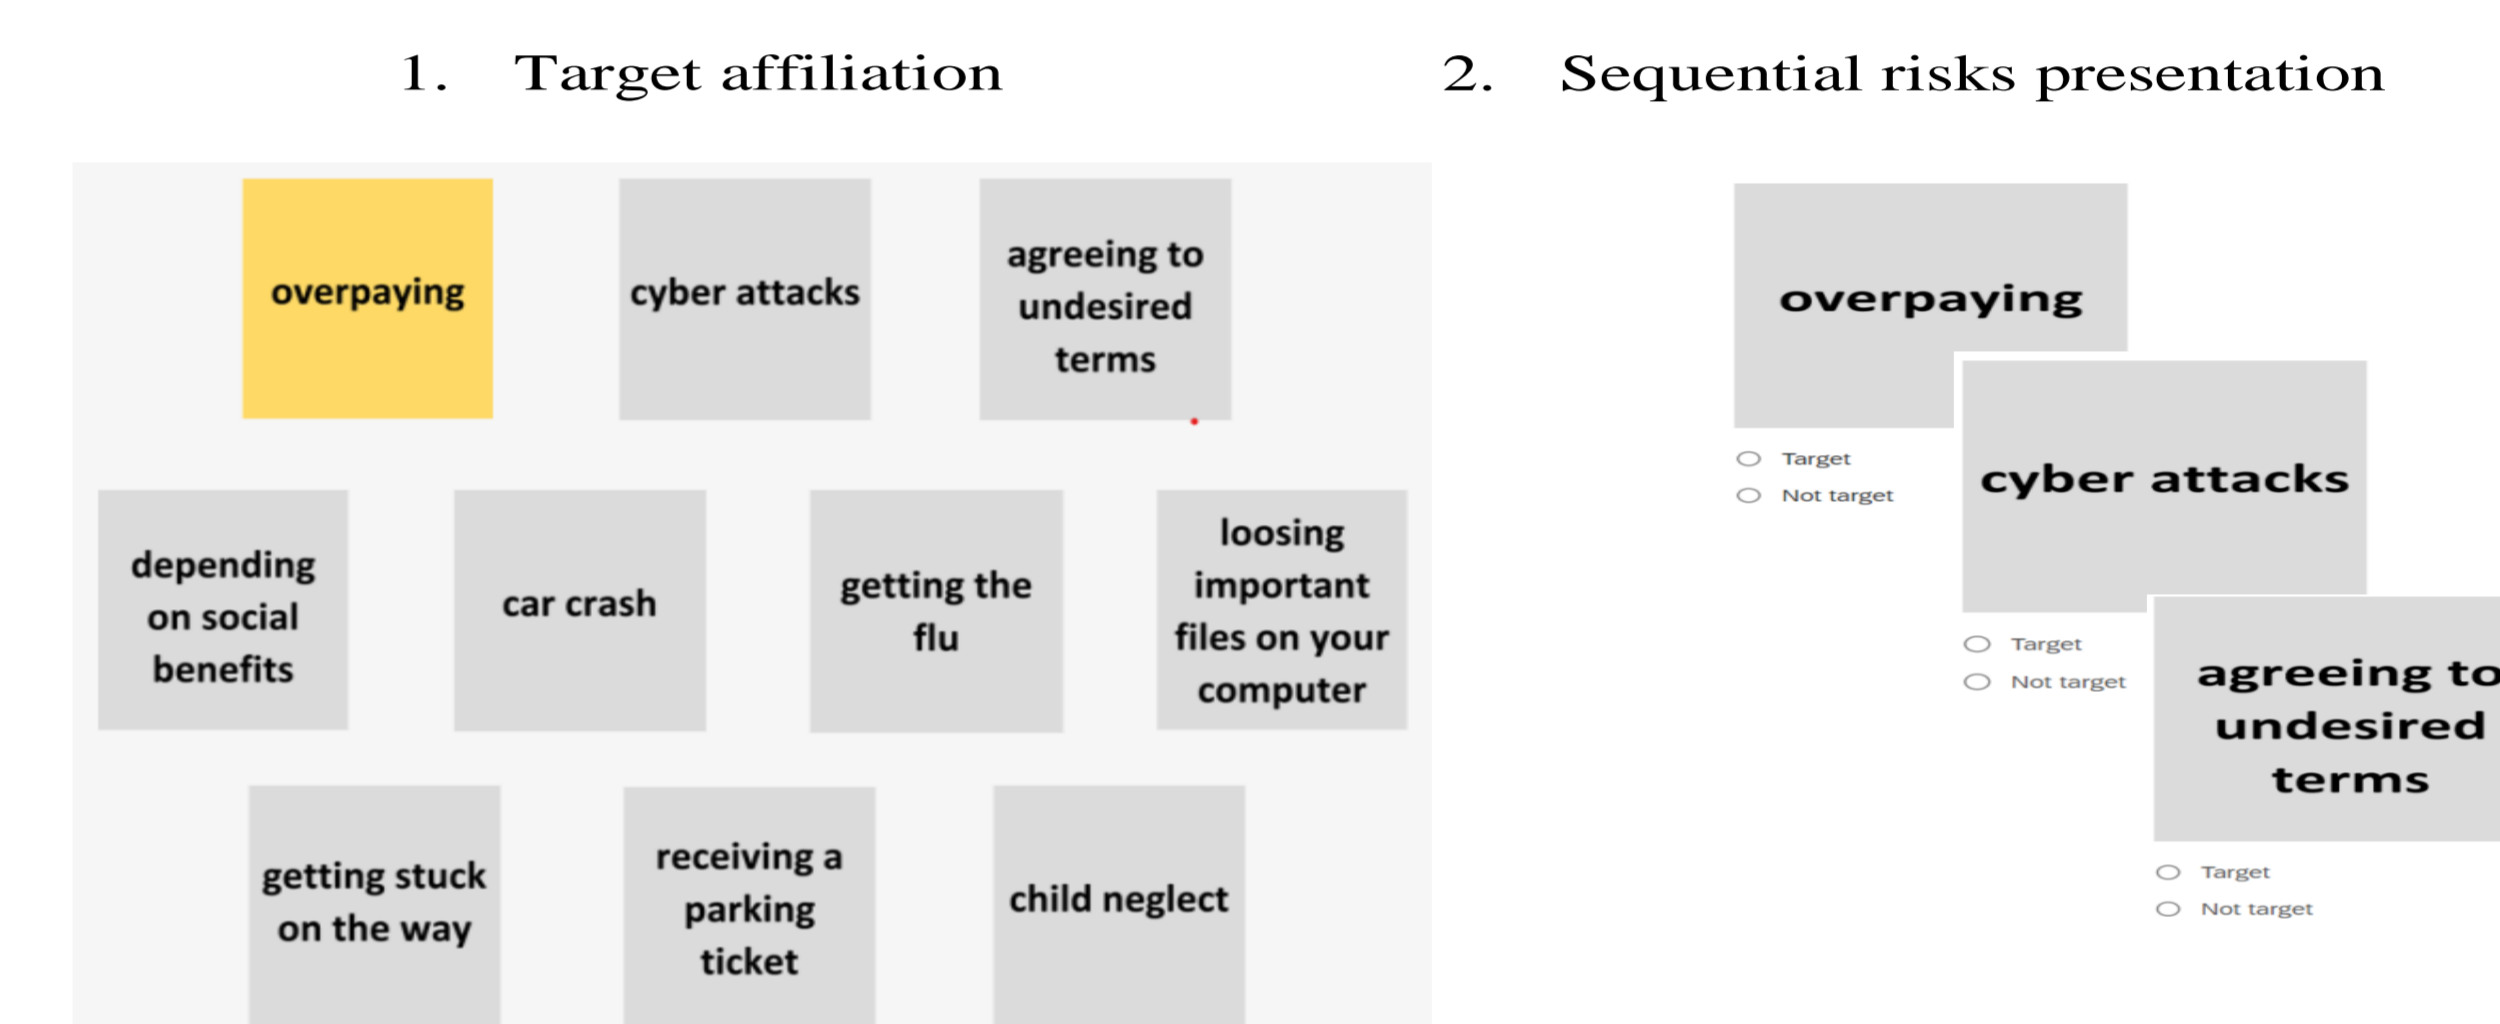 1. Target affiliation
overpaying
cyber attacks
agreeing to
undesired
terms
depending
on social
benefits
car crash
getting the
flu
loosing
important
files on your
computer
getting stuck
on the way
receiving a
parking
ticket
child neglect
2. Sequential risks presentation
overpaying
Target
Not target
cyber attacks
Target
Not target
agreeing to
undesired
terms
Target
Not target